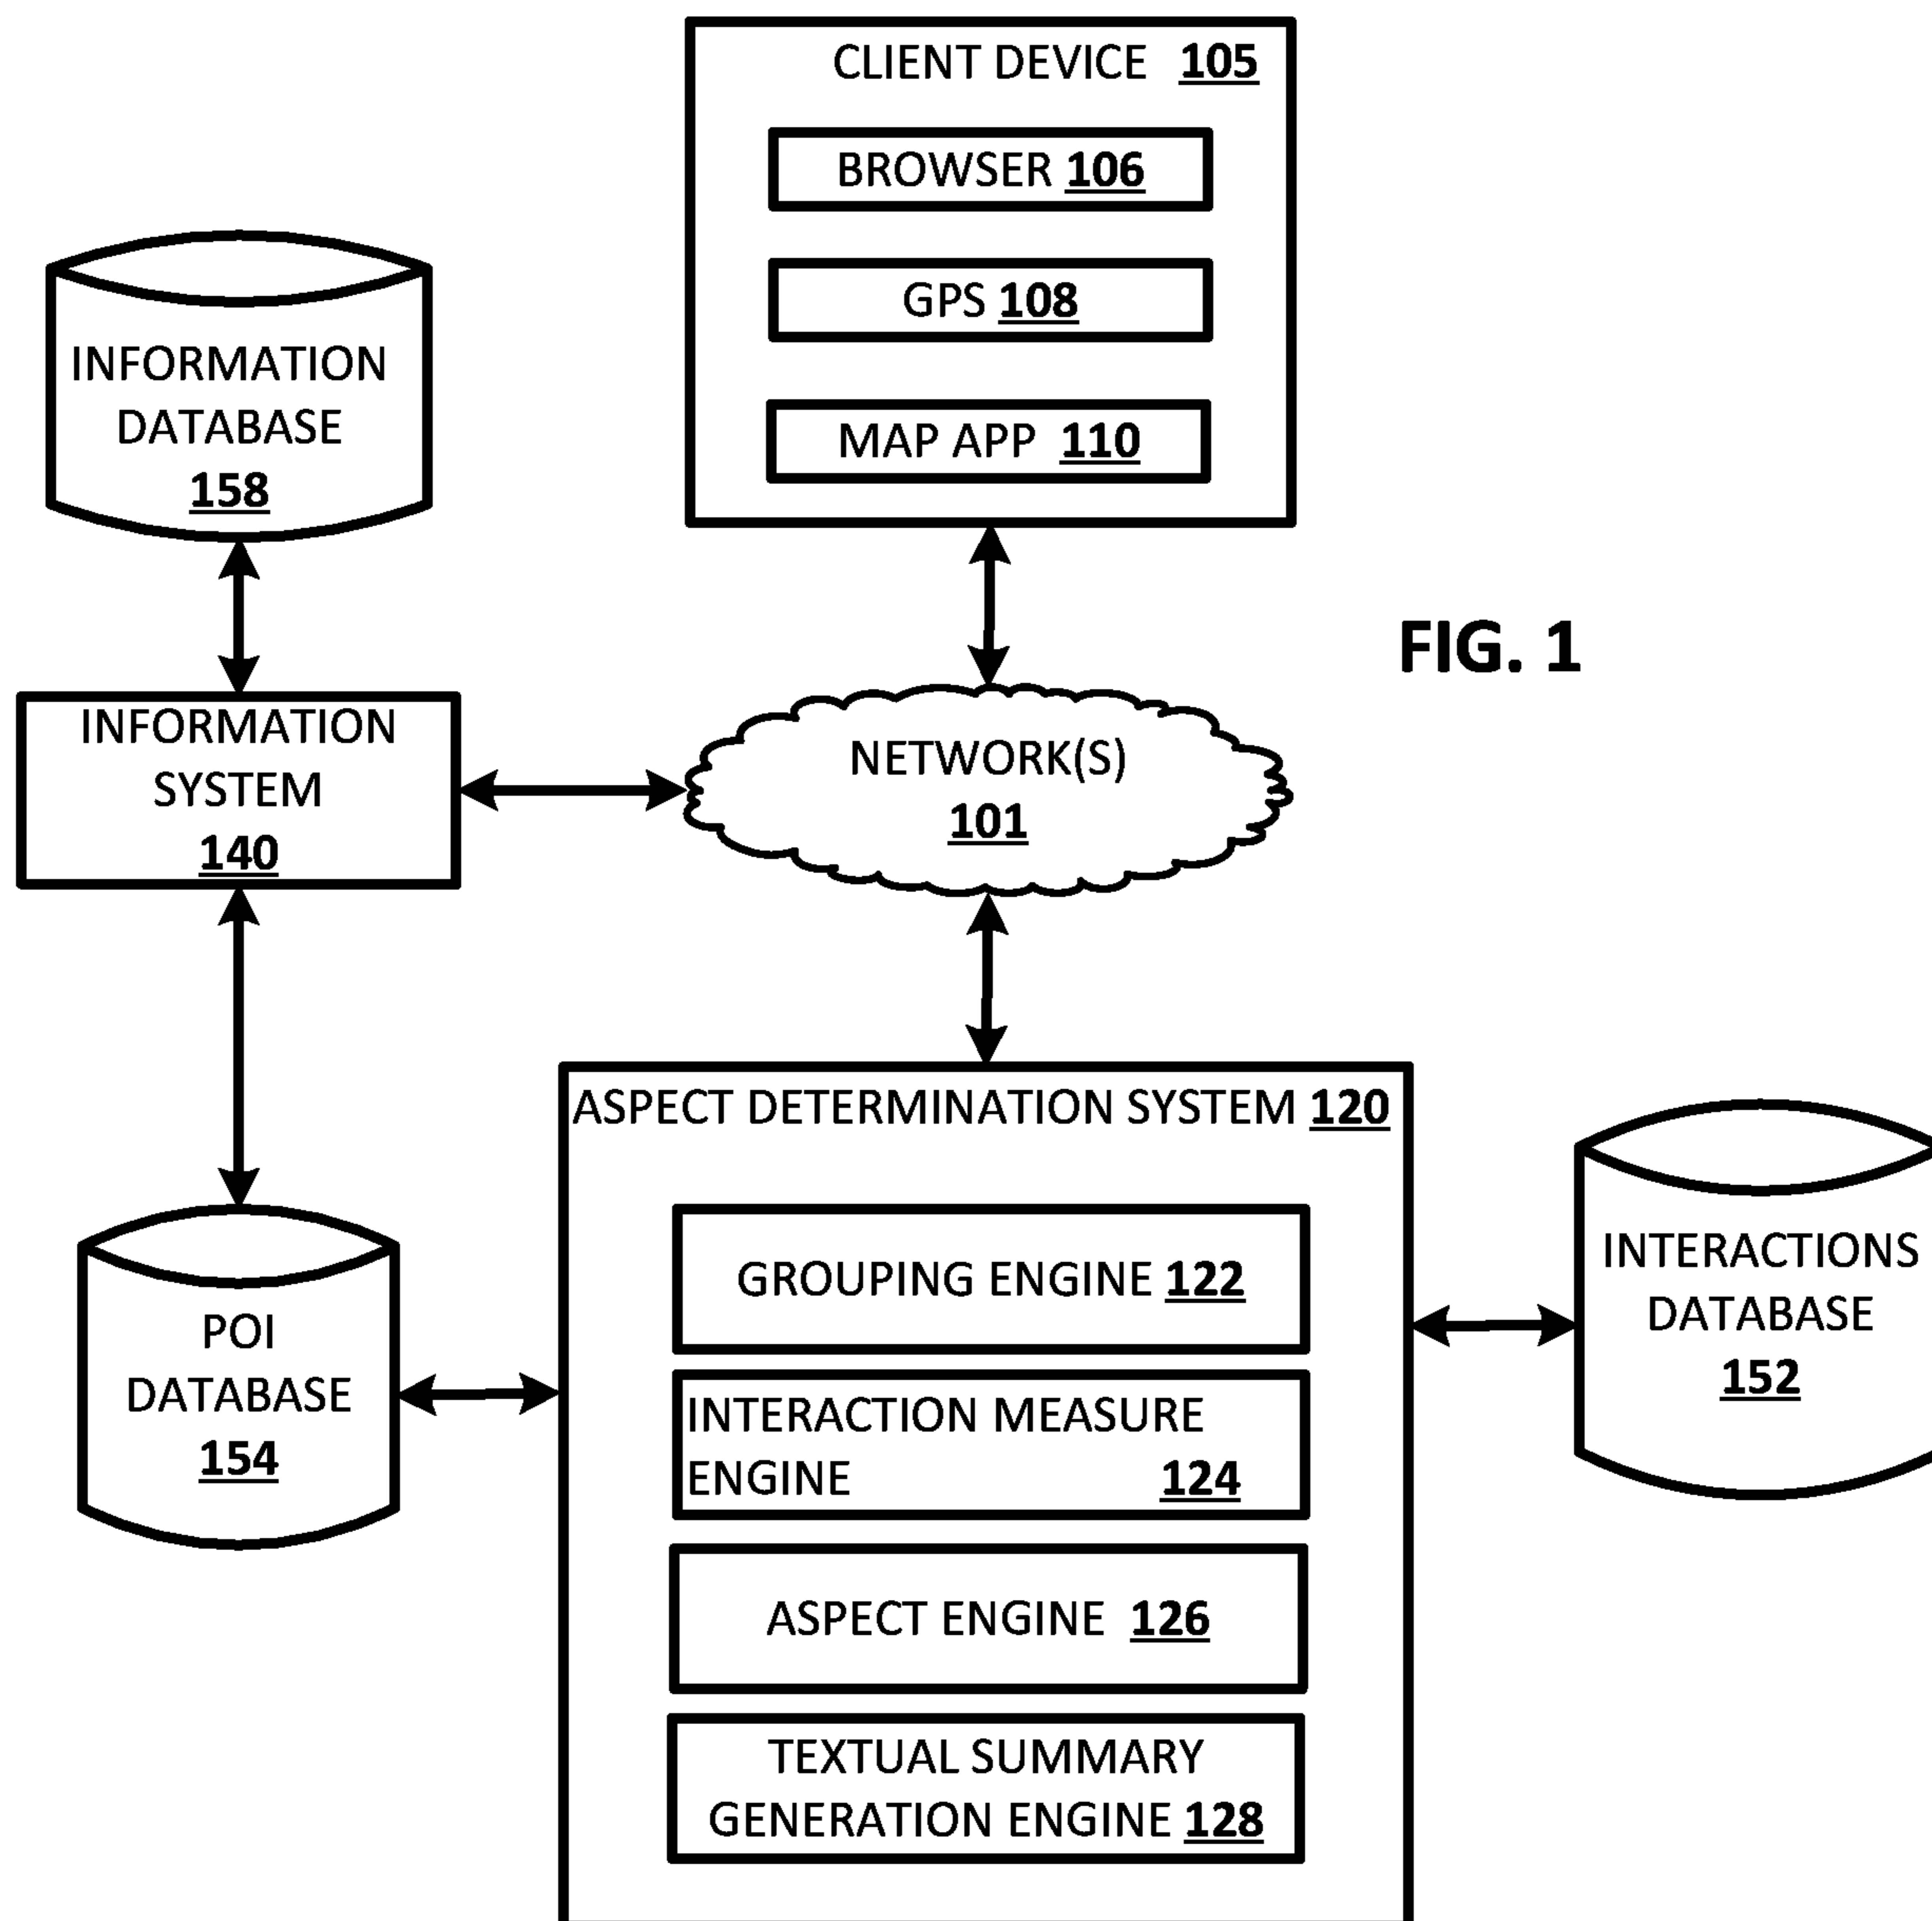 CLIENT DEVICE 105
BROWSER 106
GPS 108
MAP APP 110
INFORMATION
DATABASE
158
FIG. 1
INFORMATION
SYSTEM
140
NETWORK(S)
101
ASPECT DETERMINATION SYSTEM 120
GROUPING ENGINE 122
INTERACTION MEASURE
ENGINE 124
ASPECT ENGINE 126
TEXTUAL SUMMARY
GENERATION ENGINE 128
POI
DATABASE
154
INTERACTIONS
DATABASE
152